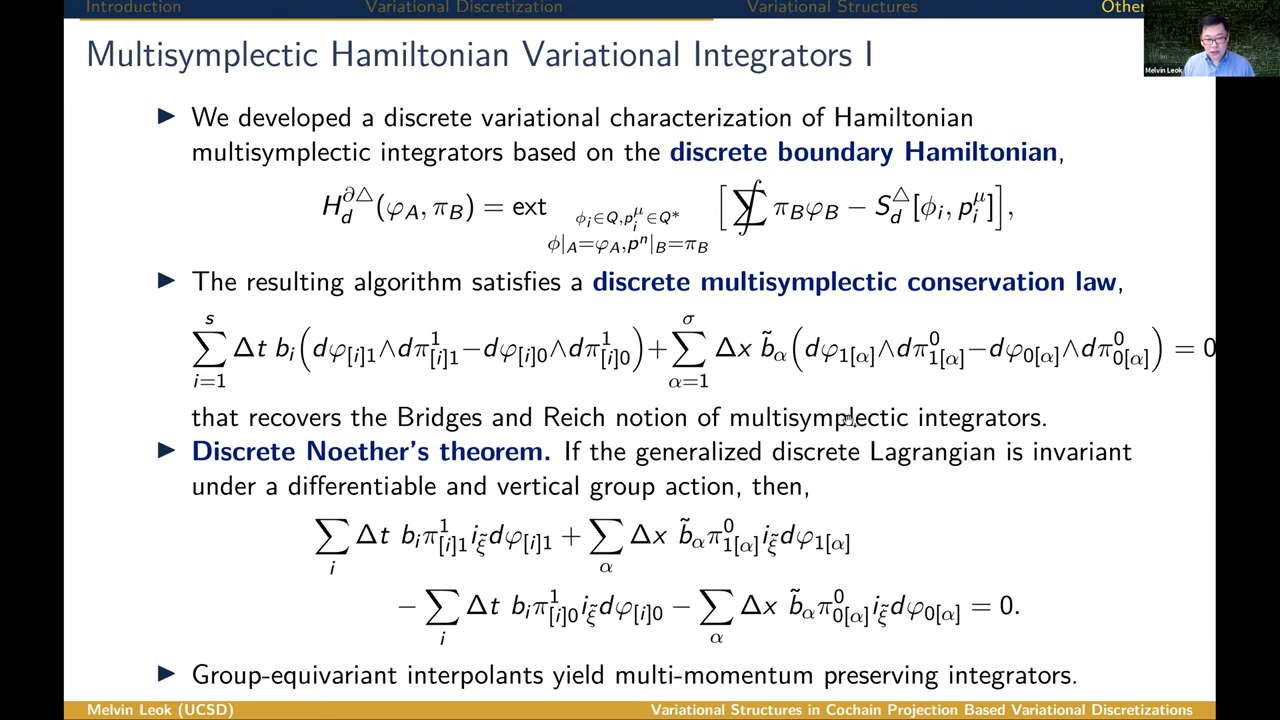 Introduction Variational Discretization Variational Structures Other
Melvin Leok
Multisymplectic Hamiltonian Variational Integrators I
▶ We developed a discrete variational characterization of Hamiltonian
multisymplectic integrators based on the discrete boundary Hamiltonian,
H_d^{∂△}(φ_A, π_B) = ext_{ϕ_i∈Q, p_i^μ∈Q* ϕ|_A=φ_A, p^n|_B=π_B} [⨋ π_B φ_B − S_d^△[ϕ_i, p_i^μ]],
▶ The resulting algorithm satisfies a discrete multisymplectic conservation law,
∑_{i=1}^{s} Δt b_i (dφ_{[i]1}∧dπ^1_{[i]1} − dφ_{[i]0}∧dπ^1_{[i]0}) + ∑_{α=1}^{σ} Δx b̃_α (dφ_{1[α]}∧dπ^0_{1[α]} − dφ_{0[α]}∧dπ^0_{0[α]}) = 0
that recovers the Bridges and Reich notion of multisymplectic integrators.
▶ Discrete Noether's theorem. If the generalized discrete Lagrangian is invariant
under a differentiable and vertical group action, then,
∑_i Δt b_i π^1_{[i]1} i_ξ̃ dφ_{[i]1} + ∑_α Δx b̃_α π^0_{1[α]} i_ξ̃ dφ_{1[α]}
− ∑_i Δt b_i π^1_{[i]0} i_ξ̃ dφ_{[i]0} − ∑_α Δx b̃_α π^0_{0[α]} i_ξ̃ dφ_{0[α]} = 0.
▶ Group-equivariant interpolants yield multi-momentum preserving integrators.
Melvin Leok (UCSD) Variational Structures in Cochain Projection Based Variational Discretizations